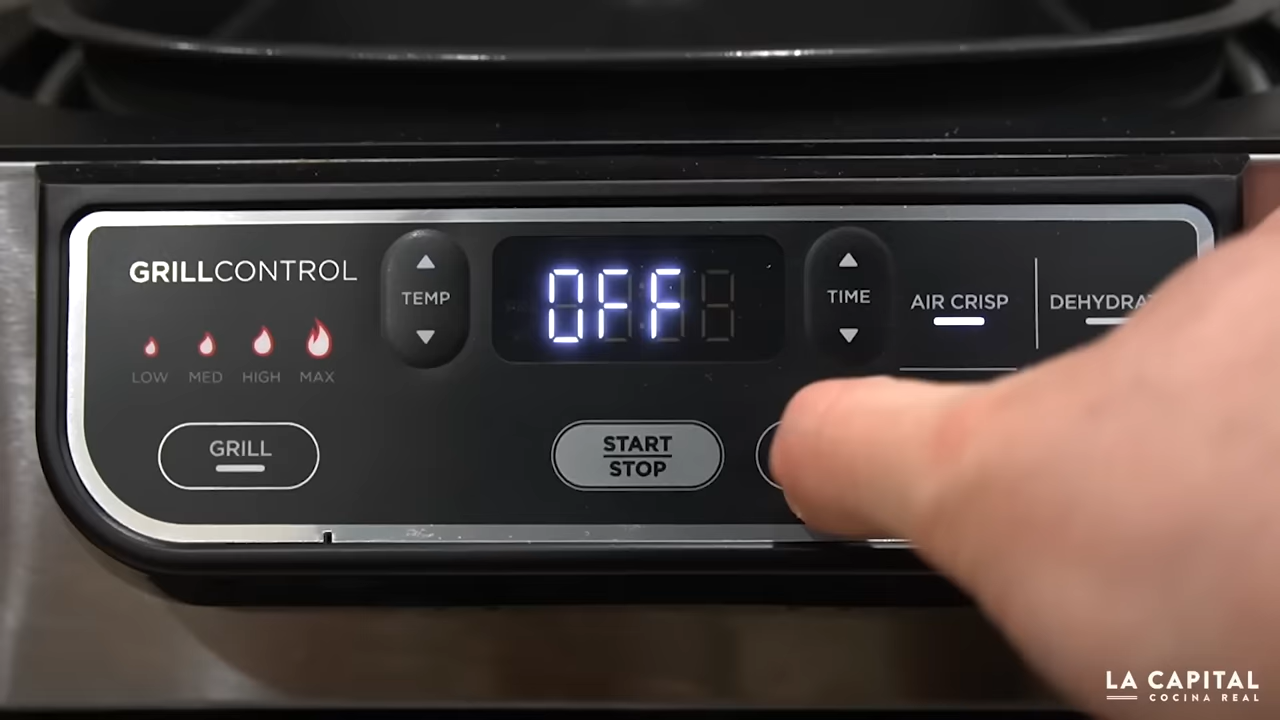 GRILLCONTROL
TEMP
OFF
TIME
AIR CRISP
LOW MED HIGH MAX
GRILL
START
STOP
LA CAPITAL
COCINA REAL